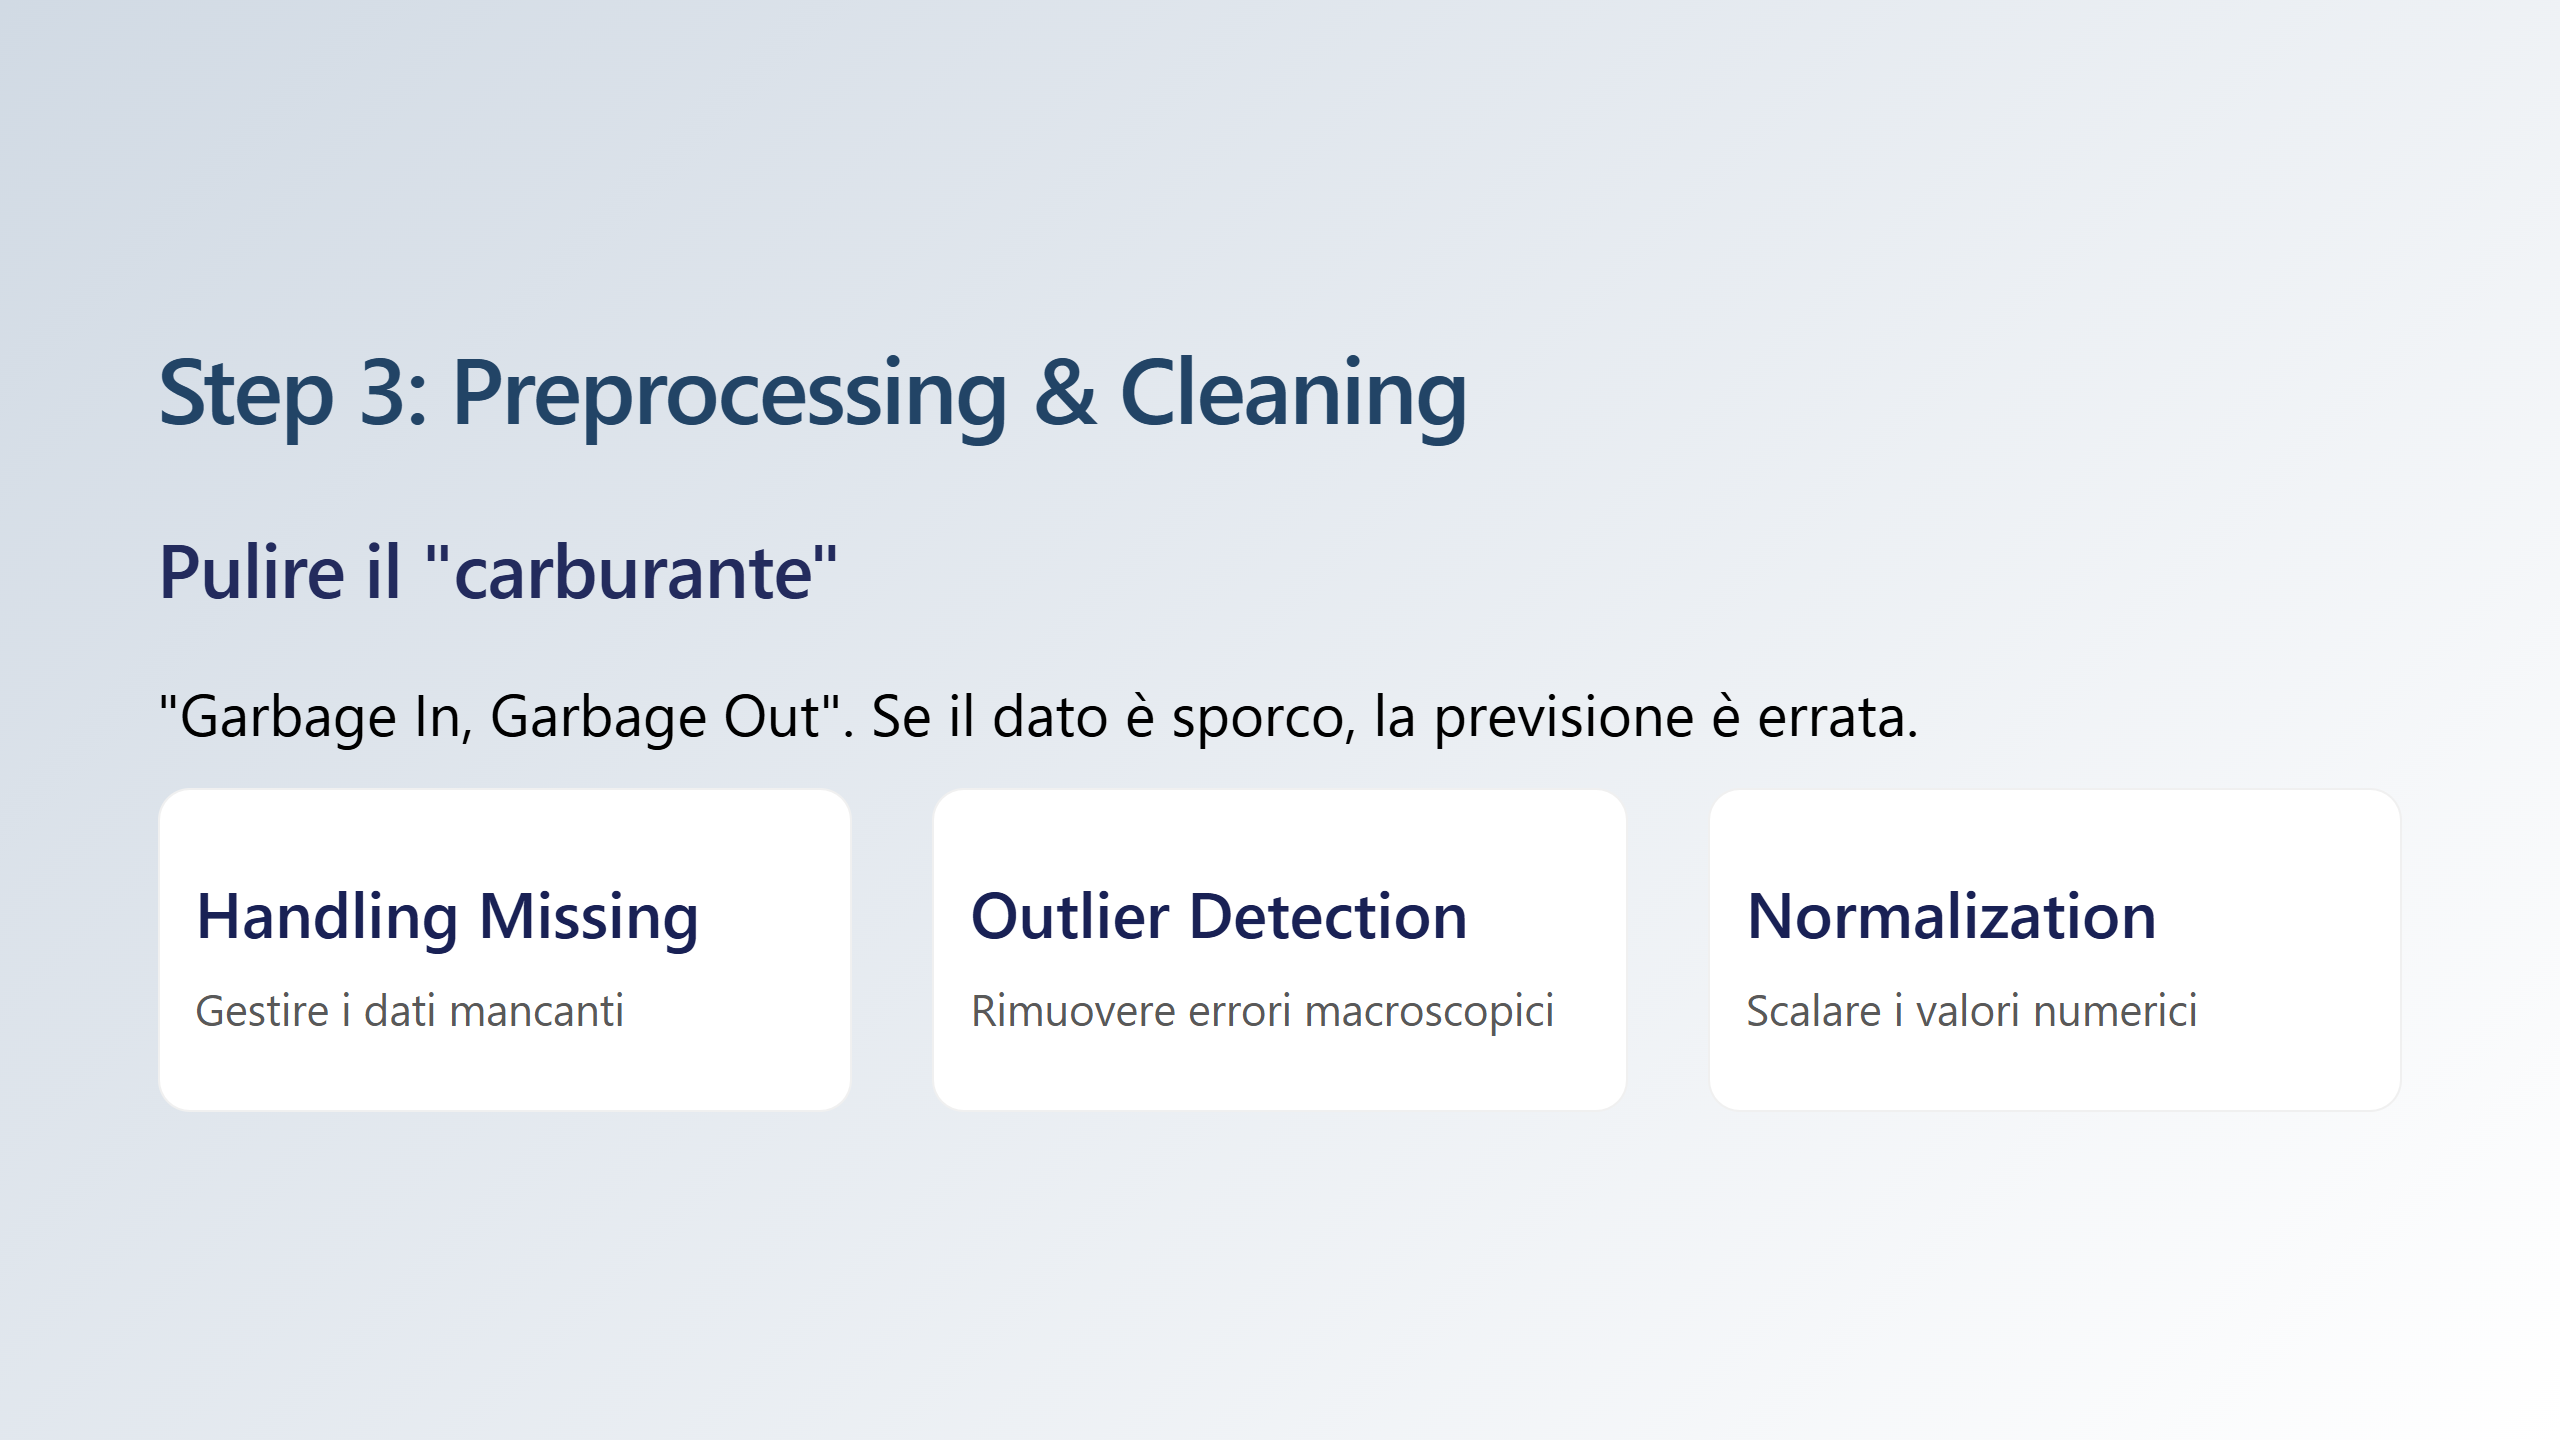 Step 3: Preprocessing & Cleaning
Pulire il "carburante"
"Garbage In, Garbage Out". Se il dato è sporco, la previsione è errata.
Handling Missing
Gestire i dati mancanti
Outlier Detection
Rimuovere errori macroscopici
Normalization
Scalare i valori numerici